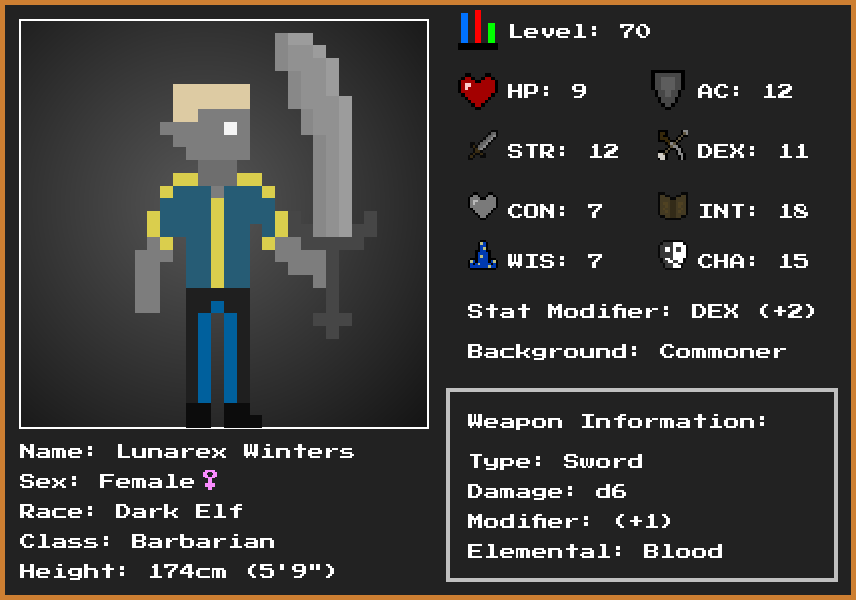 Level: 70
HP: 9
AC: 12
STR: 12
DEX: 11
CON: 7
INT: 18
WIS: 7
CHA: 15
Stat Modifier: DEX (+2)
Background: Commoner
Weapon Information:
Type: Sword
Damage: d6
Modifier: (+1)
Elemental: Blood
Name: Lunarex Winters
Sex: Female♀
Race: Dark Elf
Class: Barbarian
Height: 174cm (5'9")